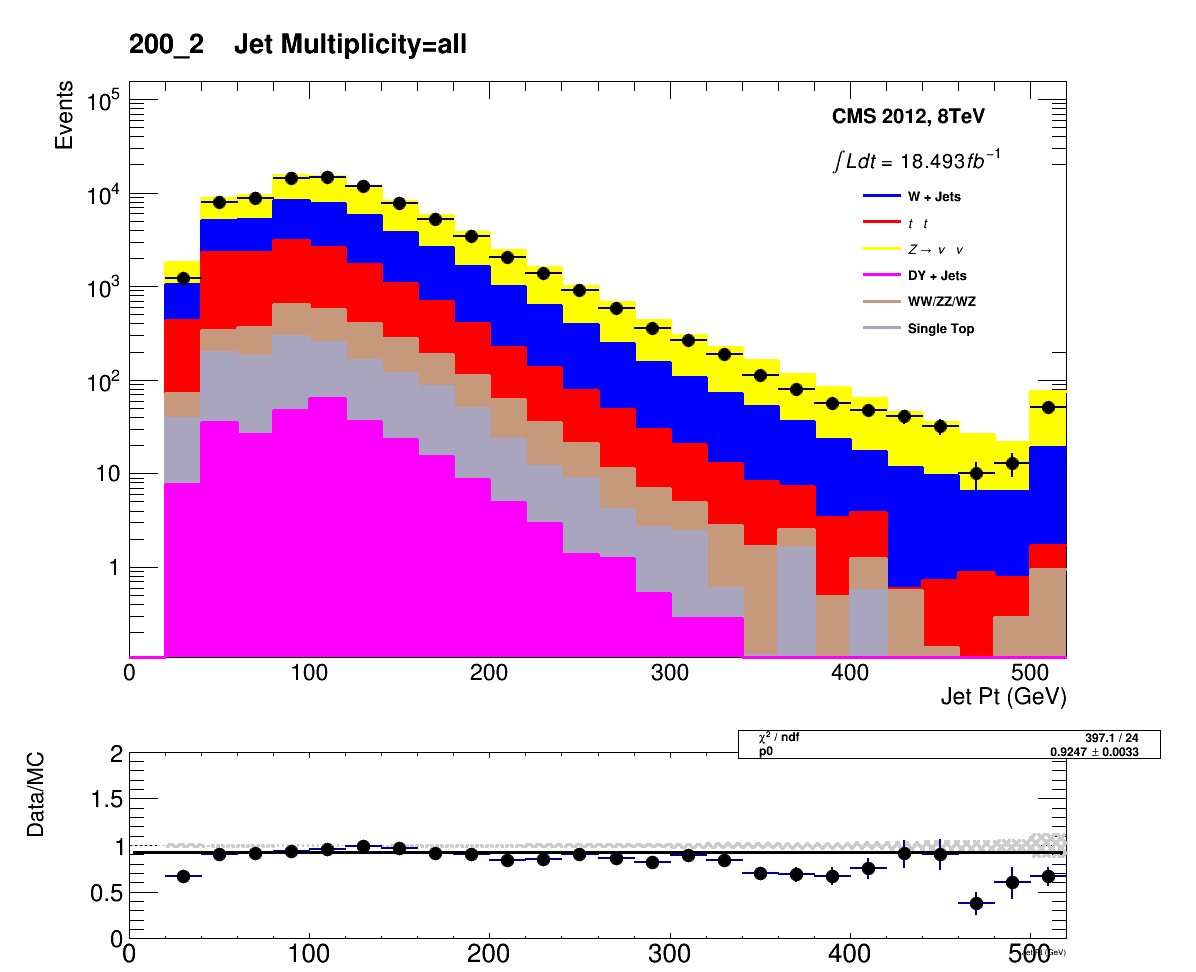 200_2 Jet Multiplicity=all
Events
10⁵
10⁴
10³
10²
10
1
CMS 2012, 8TeV
∫Ldt = 18.493fb⁻¹
W + Jets
t t
Z → ν ν
DY + Jets
WW/ZZ/WZ
Single Top
0 100 200 300 400 500
Jet Pt (GeV)
χ² / ndf 397.1 / 24
p0 0.9247 ± 0.0033
Data/MC
2
1.5
1
0.5
0
0 100 200 300 400 500
Jet Pt (GeV)